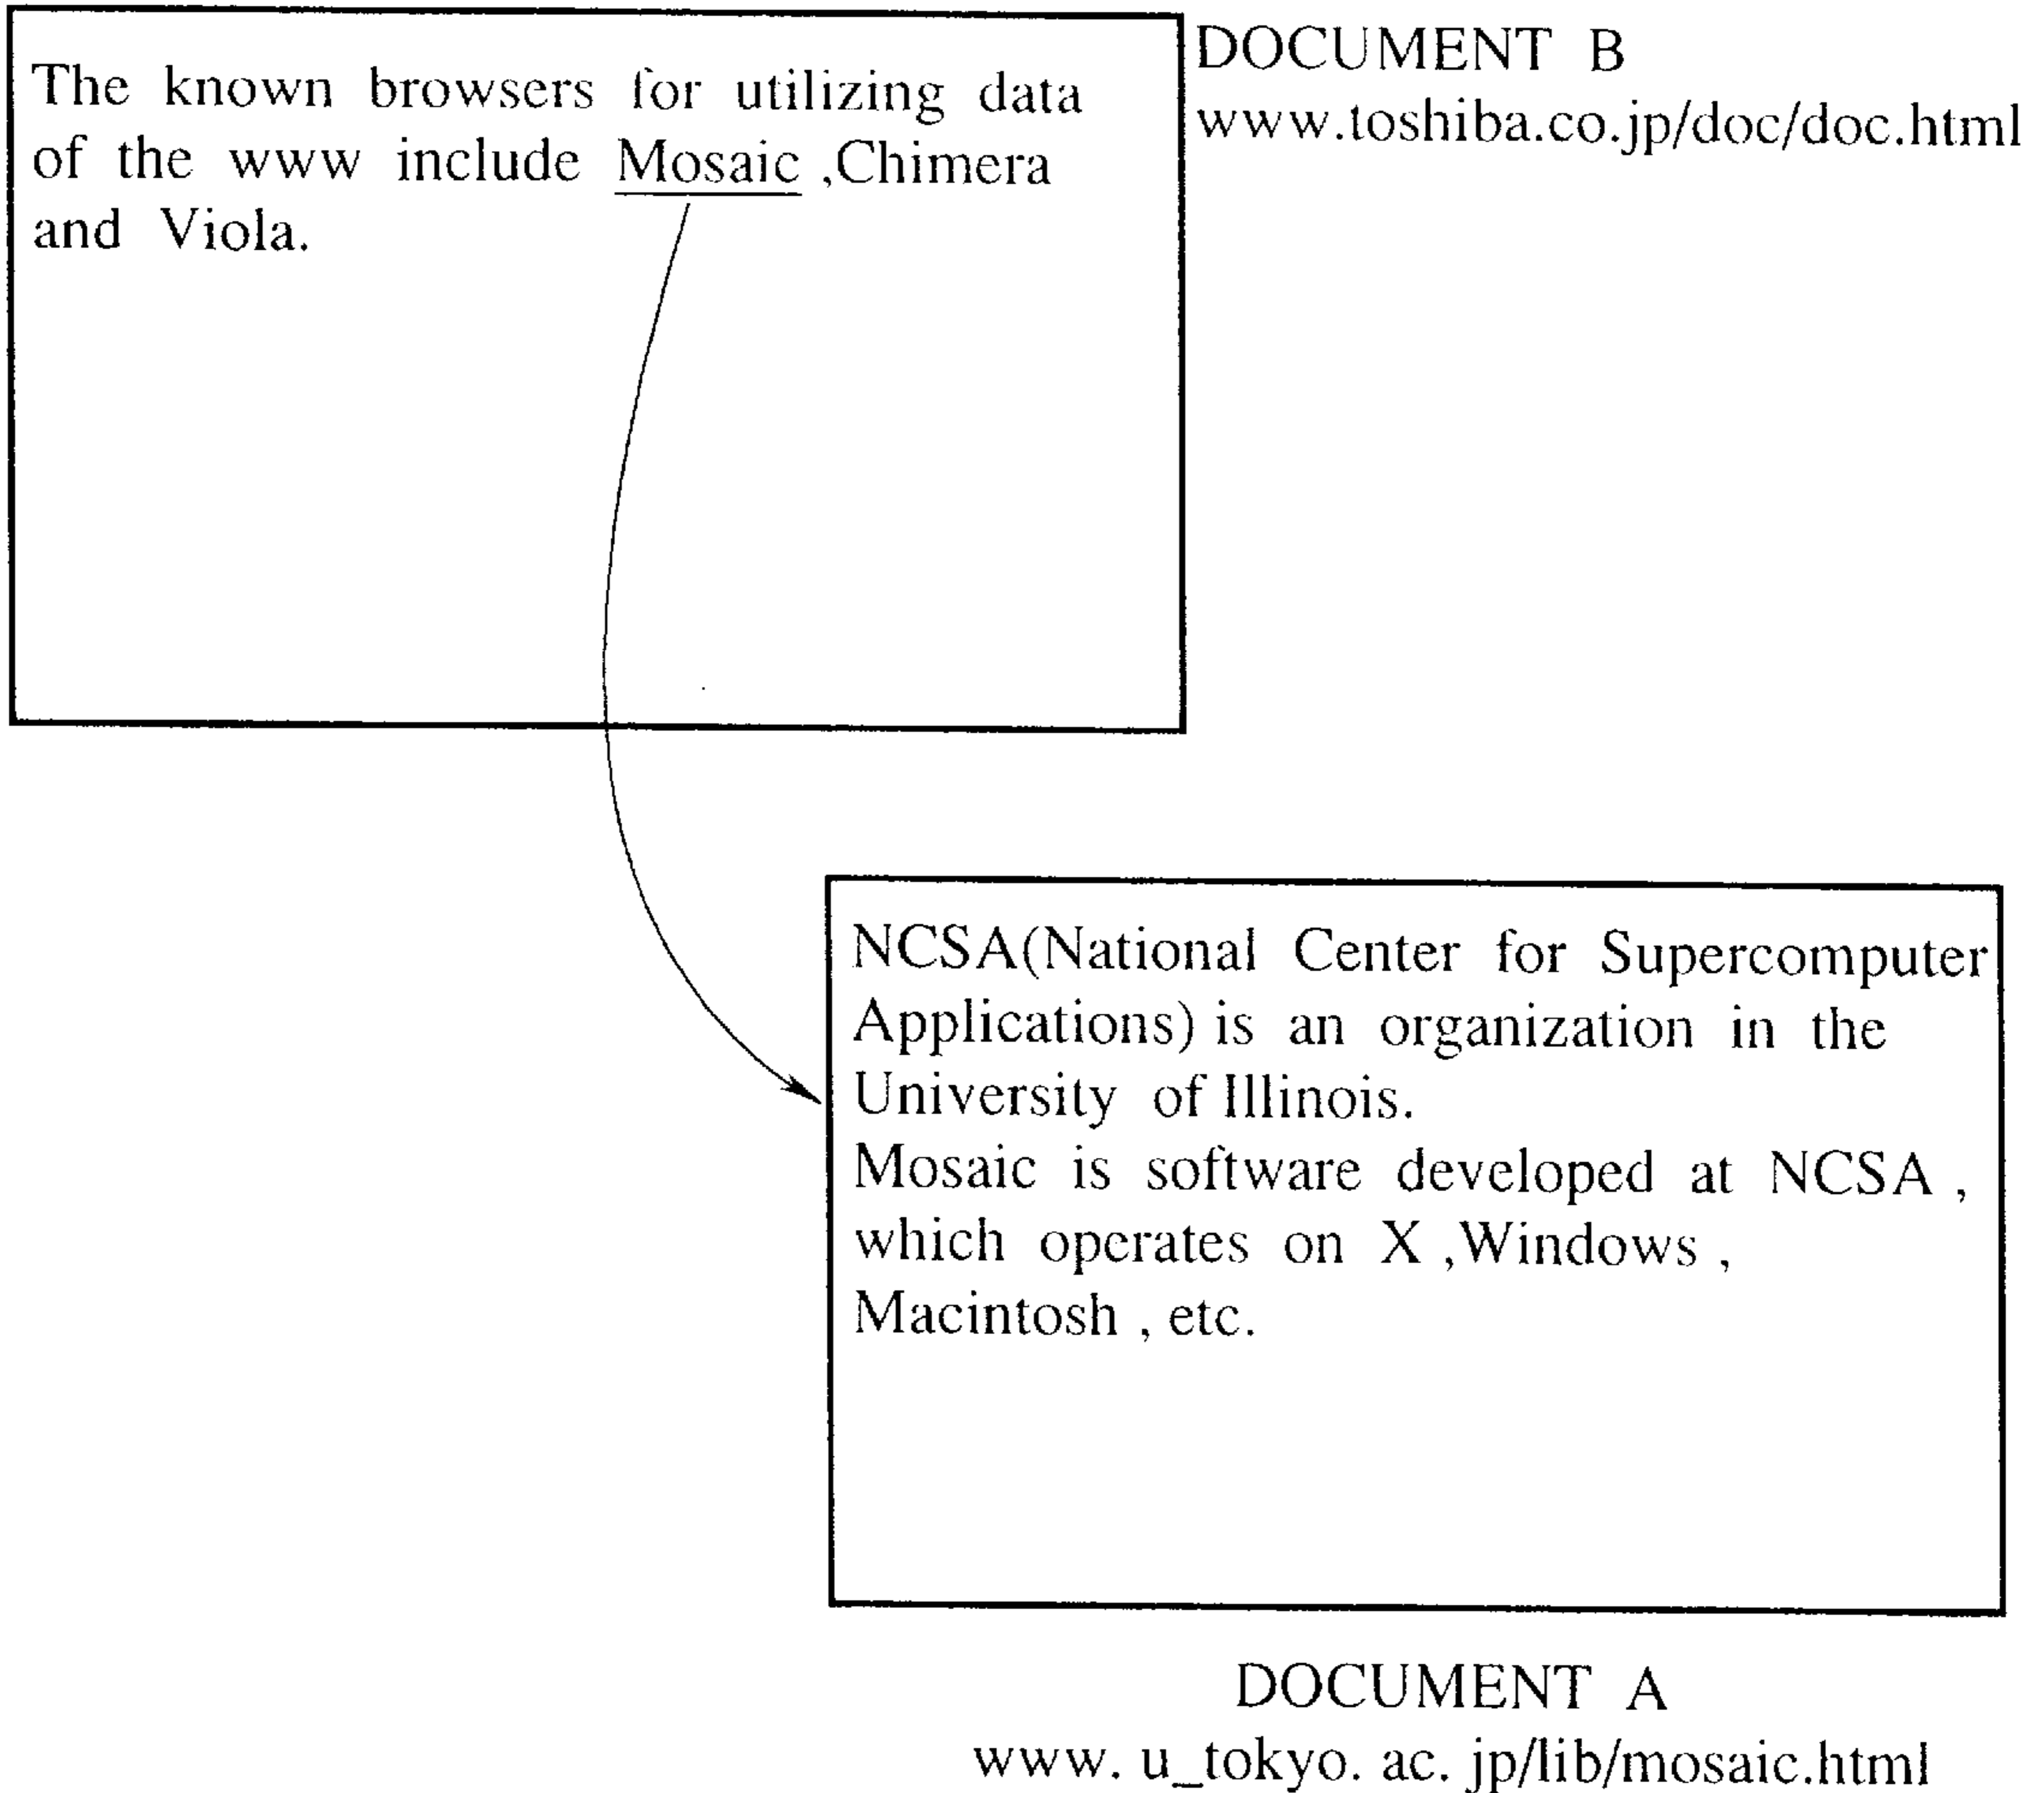 The known browsers for utilizing data
of the www include Mosaic ,Chimera
and Viola.
DOCUMENT B
www.toshiba.co.jp/doc/doc.html
NCSA(National Center for Supercomputer
Applications) is an organization in the
University of Illinois.
Mosaic is software developed at NCSA ,
which operates on X ,Windows ,
Macintosh , etc.
DOCUMENT A
www. u_tokyo. ac. jp/lib/mosaic.html